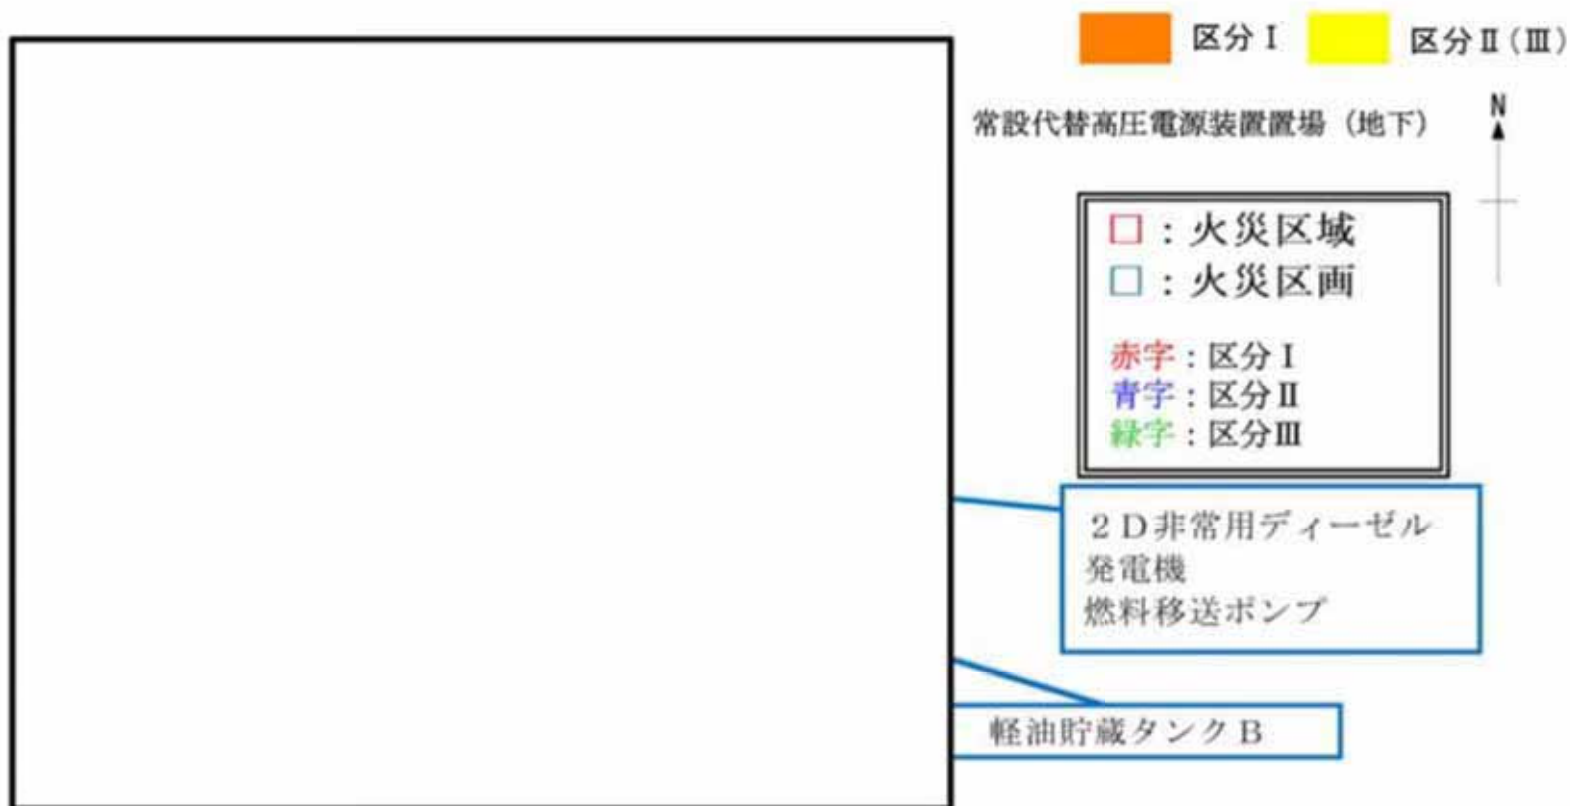 区分Ⅰ
区分Ⅱ(Ⅲ)
常設代替高圧電源装置置場(地下)
N
□:火災区域
□:火災区画
赤字:区分Ⅰ
青字:区分Ⅱ
緑字:区分Ⅲ
2D非常用ディーゼル
発電機
燃料移送ポンプ
軽油貯蔵タンクB